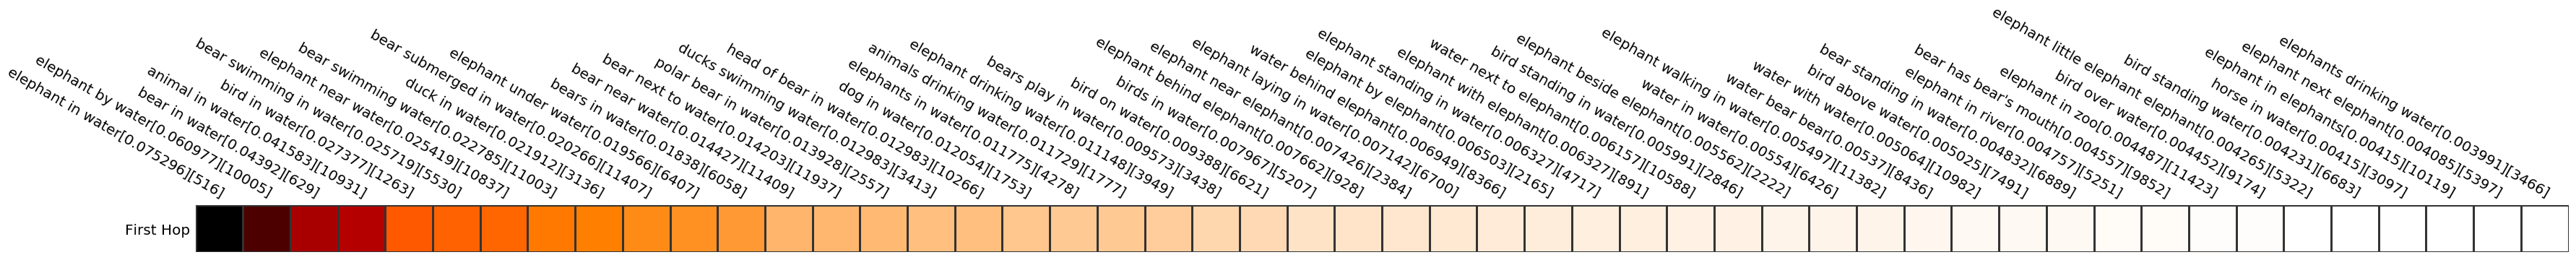 elephant in water[0.075296][516]
elephant by water[0.060977][10005]
bear in water[0.04392][629]
animal in water[0.041583][10931]
bird in water[0.027377][1263]
bear swimming in water[0.025719][5530]
elephant near water[0.025419][10837]
bear swimming water[0.022785][11003]
duck in water[0.021912][3136]
bear submerged in water[0.020266][11407]
elephant under water[0.019566][6407]
bears in water[0.01838][6058]
bear near water[0.014427][11409]
bear next to water[0.014203][11937]
polar bear in water[0.013928][2557]
ducks swimming water[0.012983][3413]
head of bear in water[0.012983][10266]
dog in water[0.012054][1753]
elephants in water[0.011775][4278]
animals drinking water[0.011729][1777]
elephant drinking water[0.011148][3949]
bears play in water[0.009573][3438]
bird on water[0.009388][6621]
birds in water[0.007967][5207]
elephant behind elephant[0.007662][928]
elephant near elephant[0.007426][2384]
elephant laying in water[0.007142][6700]
water behind elephant[0.006949][8366]
elephant by elephant[0.006503][2165]
elephant standing in water[0.006327][4717]
elephant with elephant[0.006327][891]
water next to elephant[0.006157][10588]
bird standing in water[0.005991][2846]
elephant beside elephant[0.005562][2222]
water in water[0.00554][6426]
elephant walking in water[0.005497][11382]
water bear bear[0.00537][8436]
water with water[0.005064][10982]
bird above water[0.005025][7491]
bear standing in water[0.004832][6889]
elephant in river[0.004757][5251]
bear has bear's mouth[0.004557][9852]
elephant in zoo[0.004487][11423]
bird over water[0.004452][9174]
elephant little elephant elephant[0.004265][5322]
bird standing water[0.004231][6683]
horse in water[0.00415][3097]
elephant in elephants[0.00415][10119]
elephant next elephant[0.004085][5397]
elephants drinking water[0.003991][3466]
First Hop